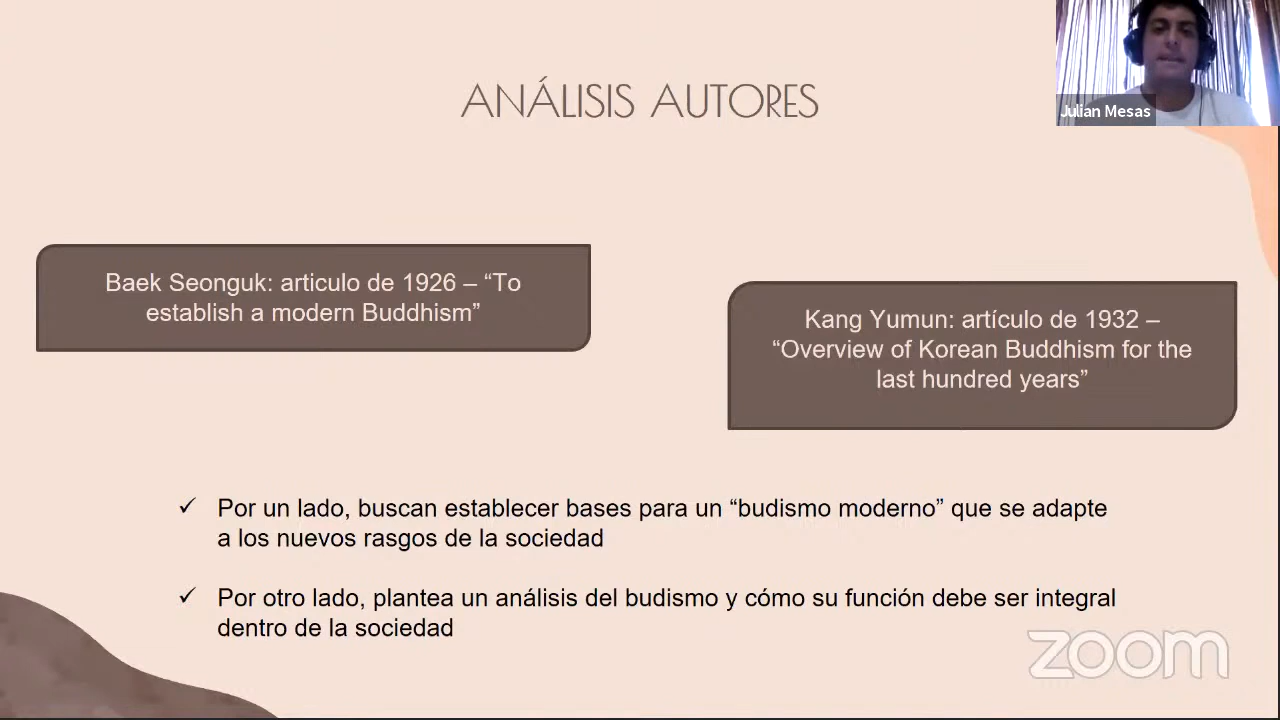 ANÁLISIS AUTORES
Julian Mesas
Baek Seonguk: articulo de 1926 – “To
establish a modern Buddhism”
Kang Yumun: artículo de 1932 –
“Overview of Korean Buddhism for the
last hundred years”
✓ Por un lado, buscan establecer bases para un “budismo moderno” que se adapte
a los nuevos rasgos de la sociedad
✓ Por otro lado, plantea un análisis del budismo y cómo su función debe ser integral
dentro de la sociedad
zoom